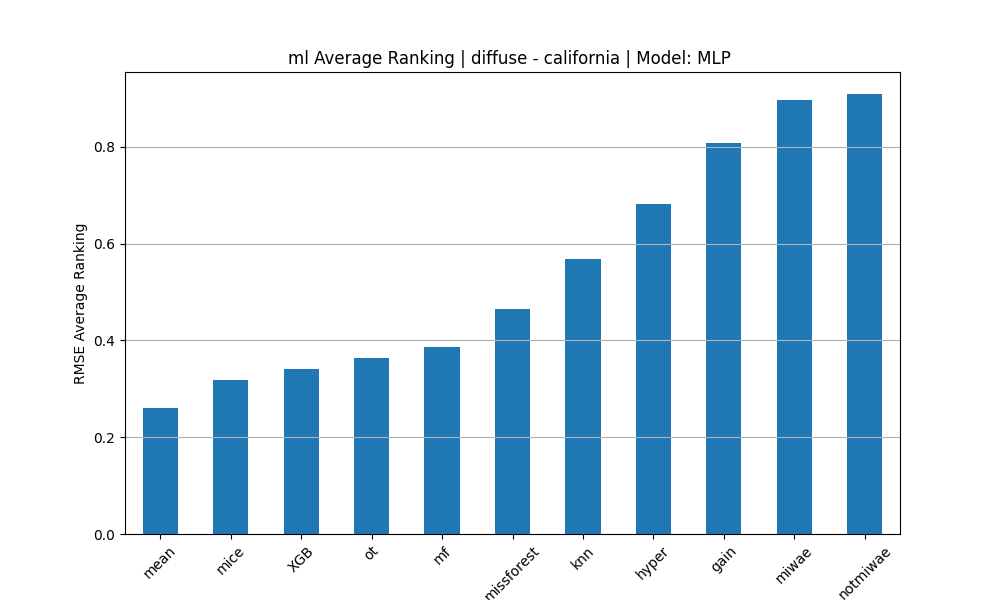 ml Average Ranking | diffuse - california | Model: MLP
RMSE Average Ranking
0.8
0.6
0.4
0.2
0.0
mean
mice
XGB
ot
mf
missforest
knn
hyper
gain
miwae
notmiwae